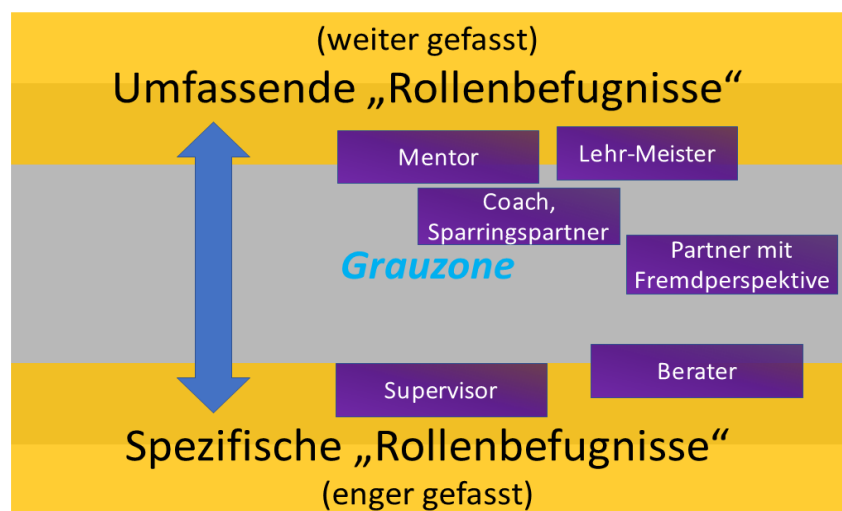 (weiter gefasst)
Umfassende „Rollenbefugnisse“
Mentor
Lehr-Meister
Coach,
Sparringspartner
Grauzone
Partner mit
Fremdperspektive
Supervisor
Berater
Spezifische „Rollenbefugnisse“
(enger gefasst)